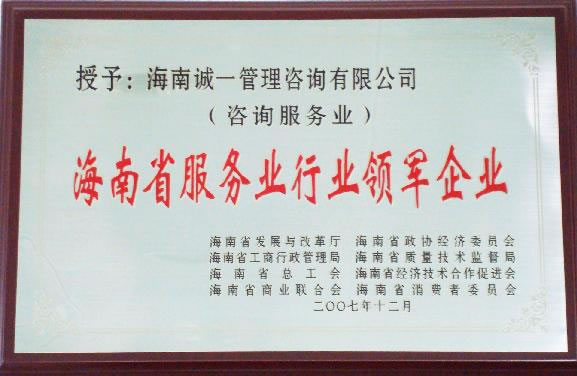 授予：海南诚一管理咨询有限公司
（咨询服务业）
海南省服务业行业领军企业
海南省发展与改革厅 海南省政协经济委员会
海南省工商行政管理局 海南省质量技术监督局
海南省总工会 海南省经济技术合作促进会
海南省商业联合会 海南省消费者委员会
二〇〇七年十二月